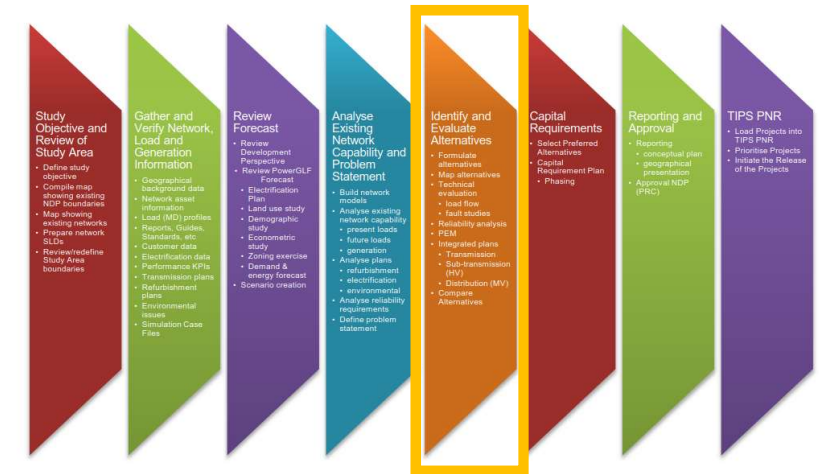 Study
Objective and
Review of
Study Area
• Define study
objective
• Compile map
showing existing
NDP boundaries
• Map showing
existing networks
• Prepare network
SLDs
• Review/redefine
Study Area
boundaries
Gather and
Verify Network,
Load and
Generation
Information
• Geographical
background data
• Network asset
information
• Load (MD) profiles
• Reports, Guides,
Standards, etc
• Customer data
• Electrification data
• Performance KPIs
• Transmission plans
• Refurbishment
plans
• Environmental
issues
• Simulation Case
Files
Review
Forecast
• Review
Development
Perspective
• Review PowerGLF
Forecast
• Electrification
Plan
• Land use study
• Demographic
study
• Econometric
study
• Zoning exercise
• Demand &
energy forecast
• Scenario creation
Analyse
Existing
Network
Capability and
Problem
Statement
• Build network
models
• Analyse existing
network capability
• present loads
• future loads
• generation
• Analyse plans
• refurbishment
• electrification
• environmental
• Analyse reliability
requirements
• Define problem
statement
Identify and
Evaluate
Alternatives
• Formulate
alternatives
• Map alternatives
• Technical
evaluation
• load flow
• fault studies
• Reliability analysis
• PEM
• Integrated plans
• Transmission
• Sub-transmission
(HV)
• Distribution (MV)
• Compare
Alternatives
Capital
Requirements
• Select Preferred
Alternatives
• Capital
Requirement Plan
• Phasing
Reporting and
Approval
• Reporting
• conceptual plan
• geographical
presentation
• Approval NDP
(PRC)
TIPS PNR
• Load Projects into
TIPS PNR
• Prioritise Projects
• Initiate the Release
of the Projects